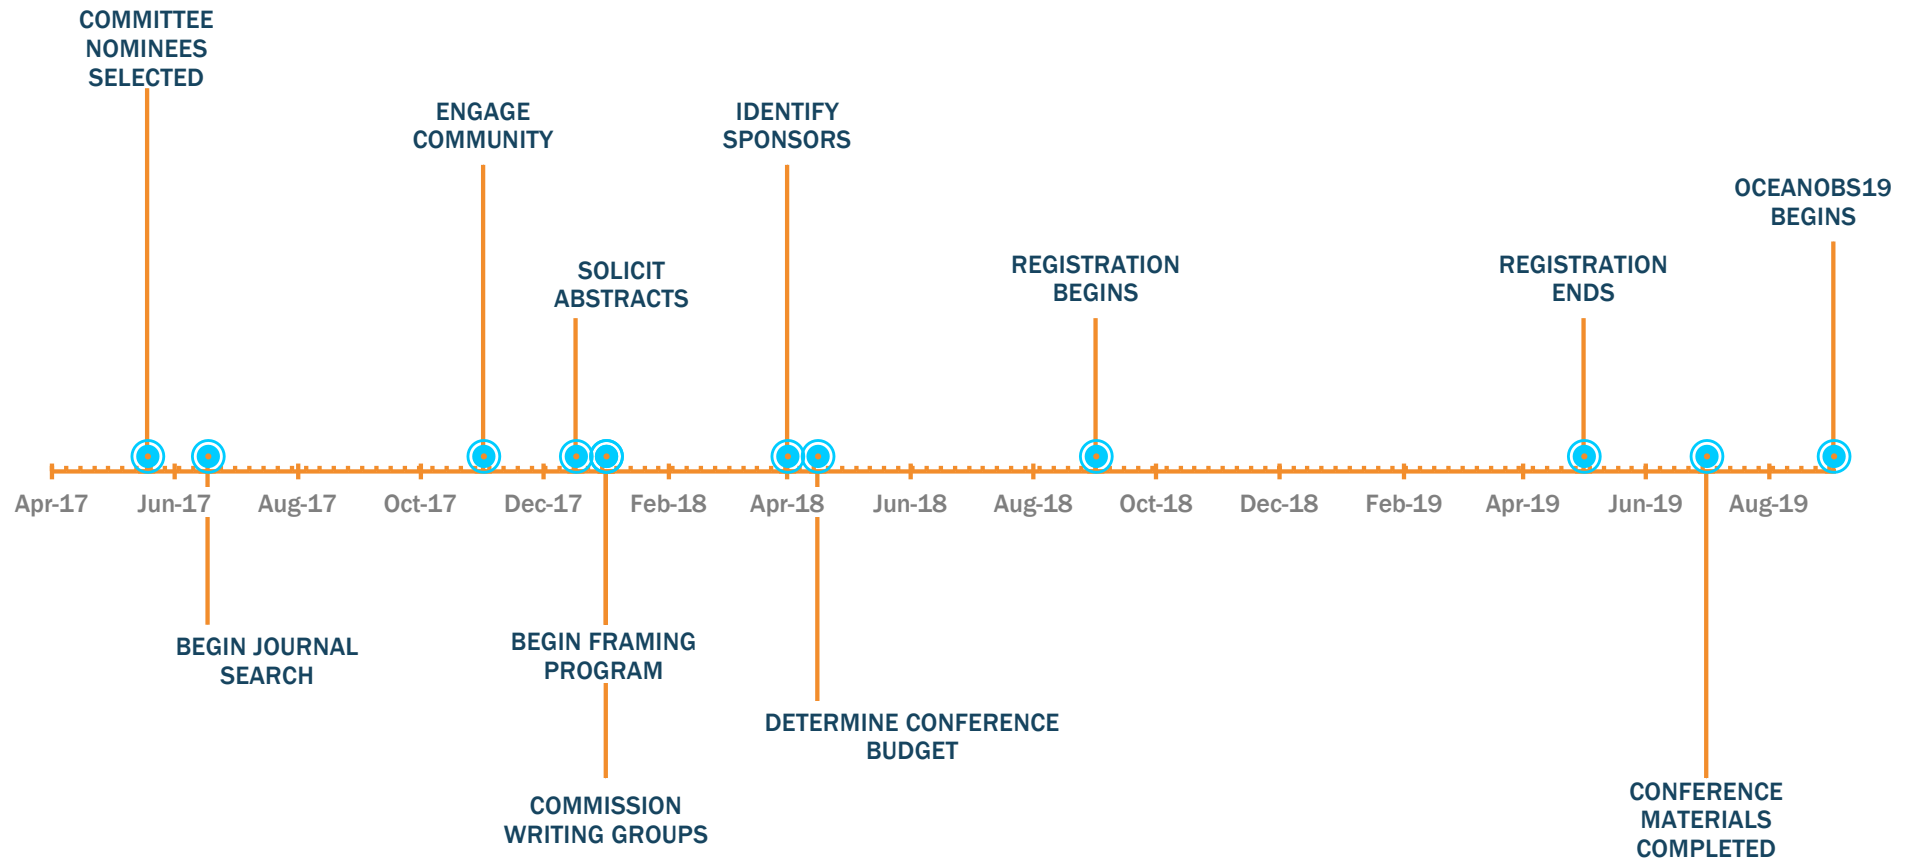 COMMITTEE
NOMINEES
SELECTED
ENGAGE
COMMUNITY
IDENTIFY
SPONSORS
OCEANOBS19
BEGINS
SOLICIT
ABSTRACTS
REGISTRATION
BEGINS
REGISTRATION
ENDS
Apr-17 Jun-17 Aug-17 Oct-17 Dec-17 Feb-18 Apr-18 Jun-18 Aug-18 Oct-18 Dec-18 Feb-19 Apr-19 Jun-19 Aug-19
BEGIN JOURNAL
SEARCH
BEGIN FRAMING
PROGRAM
DETERMINE CONFERENCE
BUDGET
COMMISSION
WRITING GROUPS
CONFERENCE
MATERIALS
COMPLETED